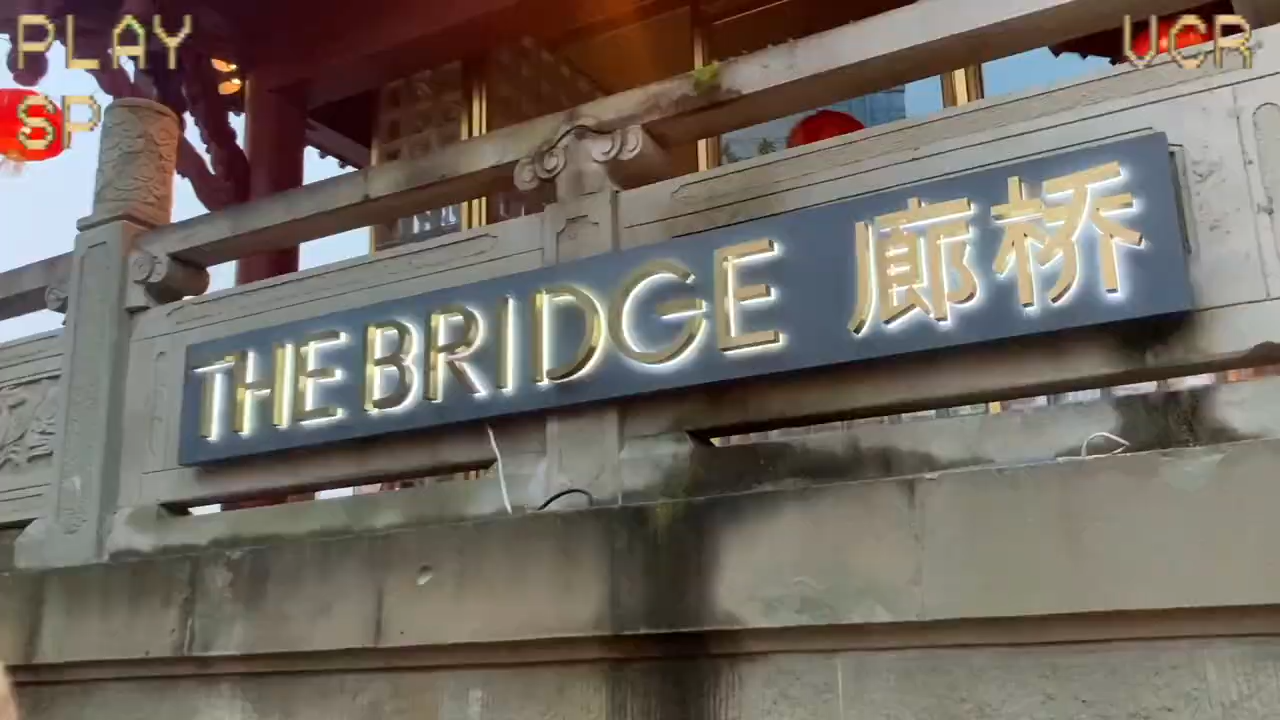 PLAY
VCR
SP
THE BRIDGE 廊桥